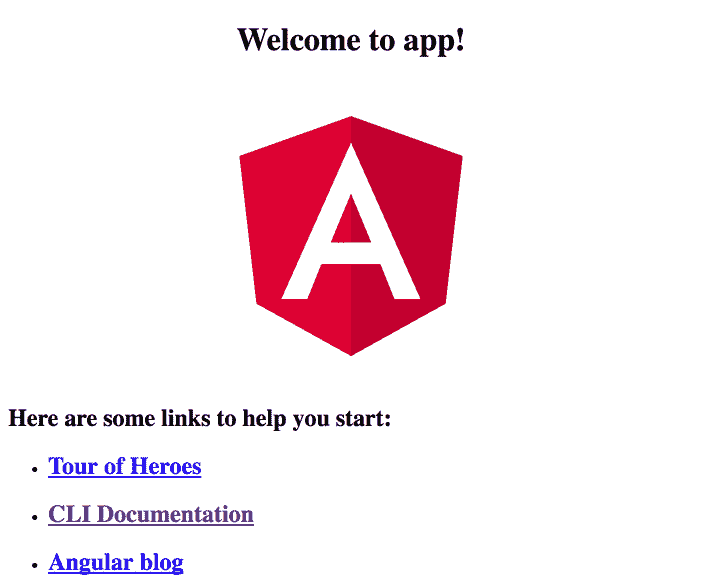 Welcome to app!
A
Here are some links to help you start:
Tour of Heroes
CLI Documentation
Angular blog